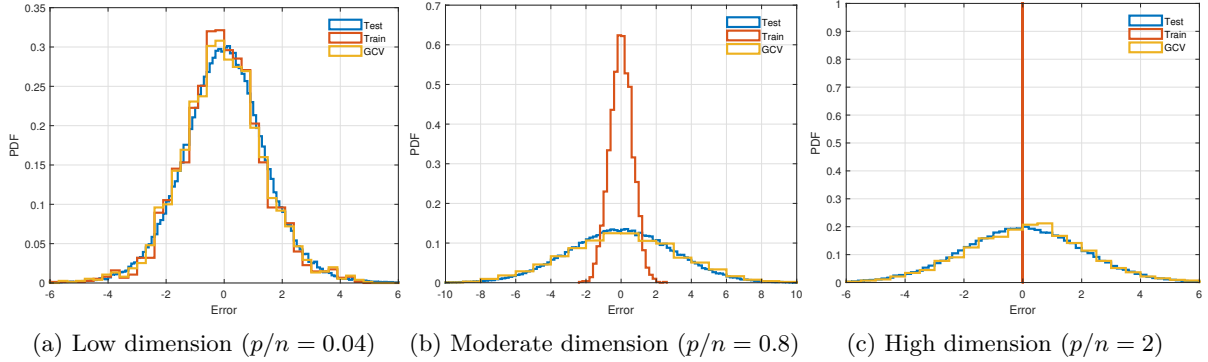 0.35
0.3
0.25
0.2
0.15
0.1
0.05
0
PDF
-6 -4 -2 0 2 4 6
Error
Test
Train
GCV
0.7
0.6
0.5
0.4
0.3
0.2
0.1
0
PDF
-10 -8 -6 -4 -2 0 2 4 6 8 10
Error
Test
Train
GCV
1
0.9
0.8
0.7
0.6
0.5
0.4
0.3
0.2
0.1
0
PDF
-6 -4 -2 0 2 4 6
Error
Test
Train
GCV
(a) Low dimension (p/n = 0.04)
(b) Moderate dimension (p/n = 0.8)
(c) High dimension (p/n = 2)